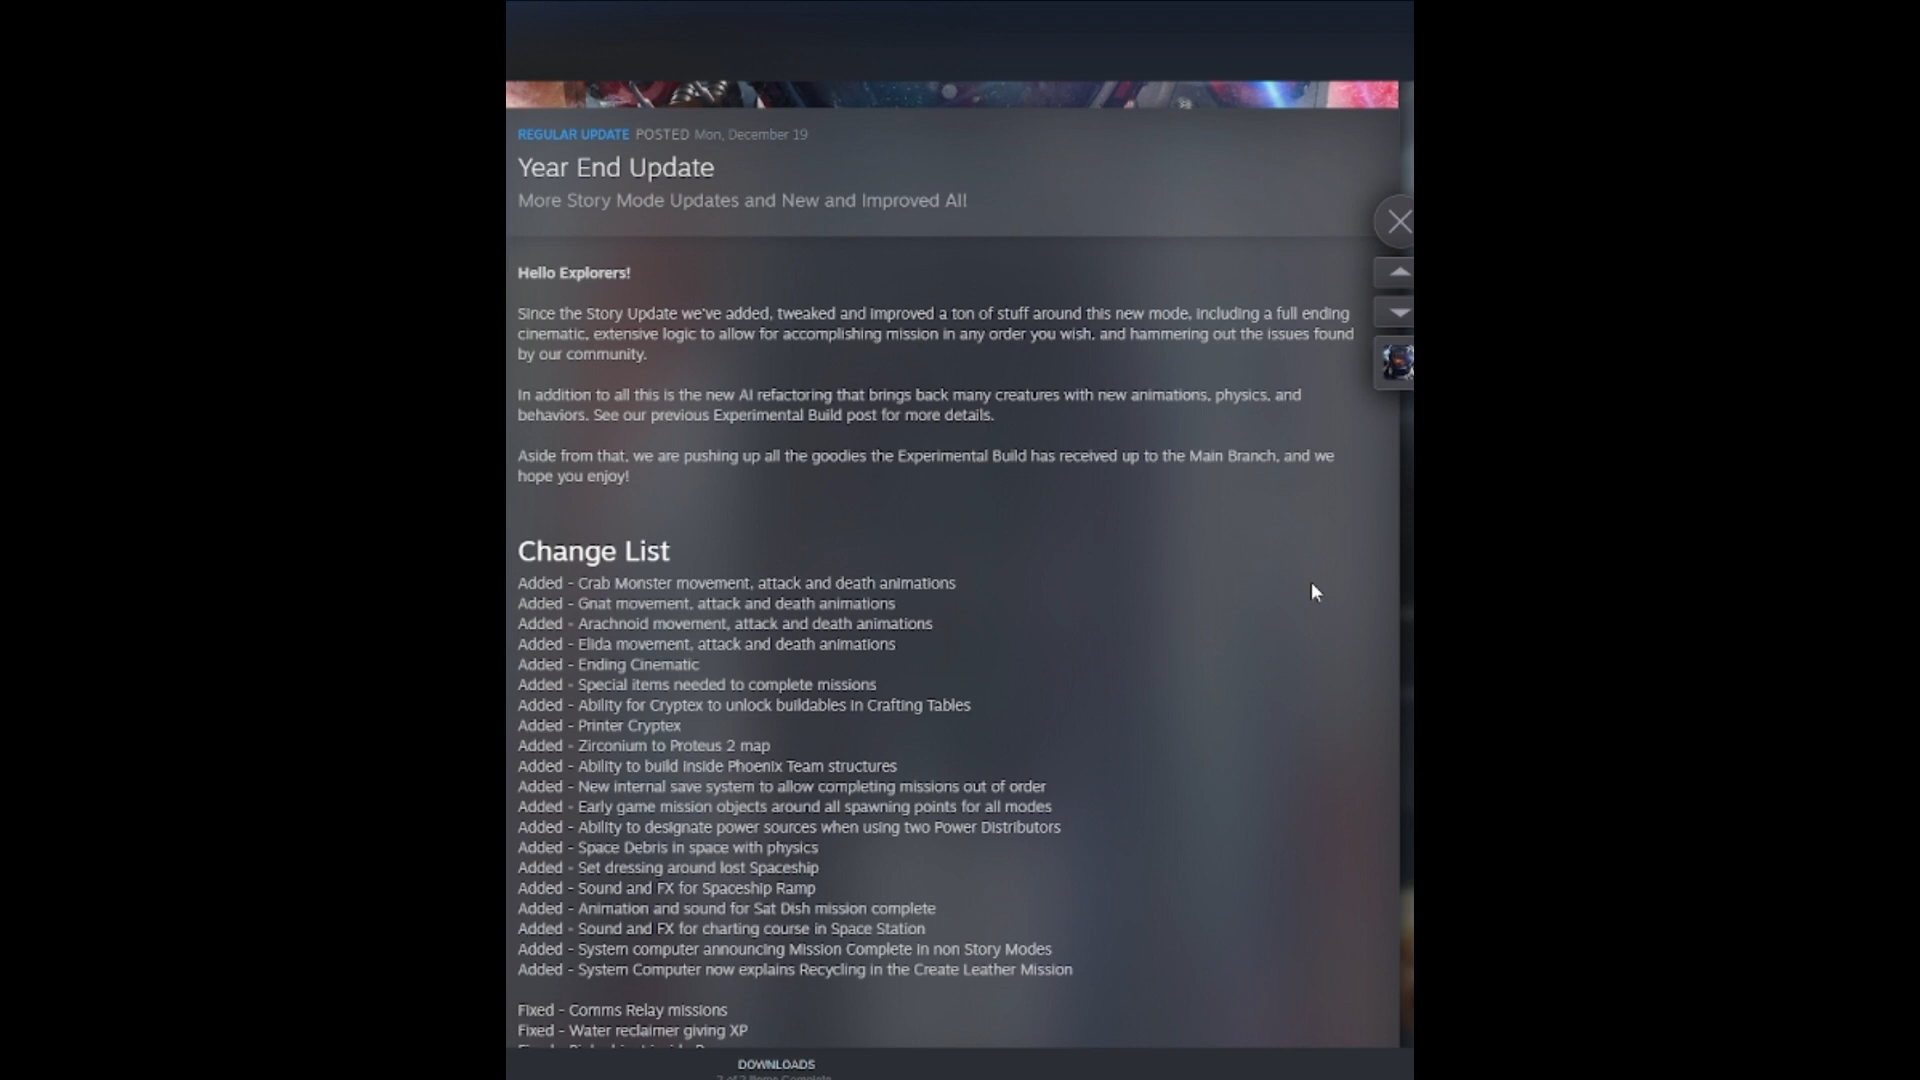 REGULAR UPDATE POSTED Mon, December 19
Year End Update
More Story Mode Updates and New and Improved AI!
Hello Explorers!
Since the Story Update we've added, tweaked and improved a ton of stuff around this new mode, including a full ending
cinematic, extensive logic to allow for accomplishing mission in any order you wish, and hammering out the issues found
by our community.
In addition to all this is the new AI refactoring that brings back many creatures with new animations, physics, and
behaviors. See our previous Experimental Build post for more details.
Aside from that, we are pushing up all the goodies the Experimental Build has received up to the Main Branch, and we
hope you enjoy!
Change List
Added - Crab Monster movement, attack and death animations
Added - Gnat movement, attack and death animations
Added - Arachnoid movement, attack and death animations
Added - Elida movement, attack and death animations
Added - Ending Cinematic
Added - Special items needed to complete missions
Added - Ability for Cryptex to unlock buildables in Crafting Tables
Added - Printer Cryptex
Added - Zirconium to Proteus 2 map
Added - Ability to build inside Phoenix Team structures
Added - New internal save system to allow completing missions out of order
Added - Early game mission objects around all spawning points for all modes
Added - Ability to designate power sources when using two Power Distributors
Added - Space Debris in space with physics
Added - Set dressing around lost Spaceship
Added - Sound and FX for Spaceship Ramp
Added - Animation and sound for Sat Dish mission complete
Added - Sound and FX for charting course in Space Station
Added - System computer announcing Mission Complete in non Story Modes
Added - System Computer now explains Recycling in the Create Leather Mission
Fixed - Comms Relay missions
Fixed - Water reclaimer giving XP
DOWNLOADS
2 of 2 Items Complete